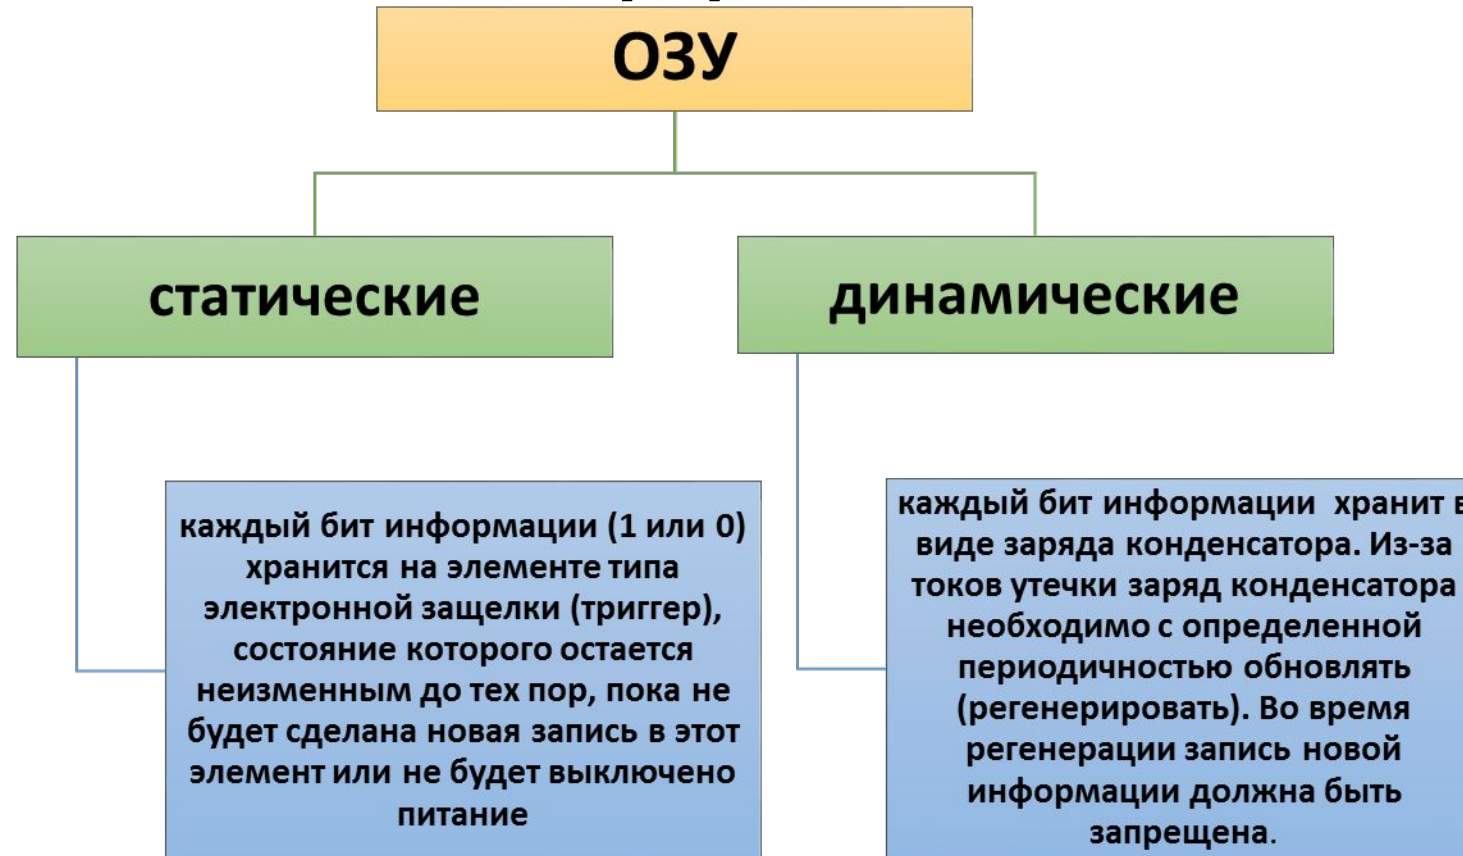 ОЗУ
статические
динамические
каждый бит информации (1 или 0)
хранится на элементе типа
электронной защелки (триггер),
состояние которого остается
неизменным до тех пор, пока не
будет сделана новая запись в этот
элемент или не будет выключено
питание
каждый бит информации хранит в
виде заряда конденсатора. Из-за
токов утечки заряд конденсатора
необходимо с определенной
периодичностью обновлять
(регенерировать). Во время
регенерации запись новой
информации должна быть
запрещена.